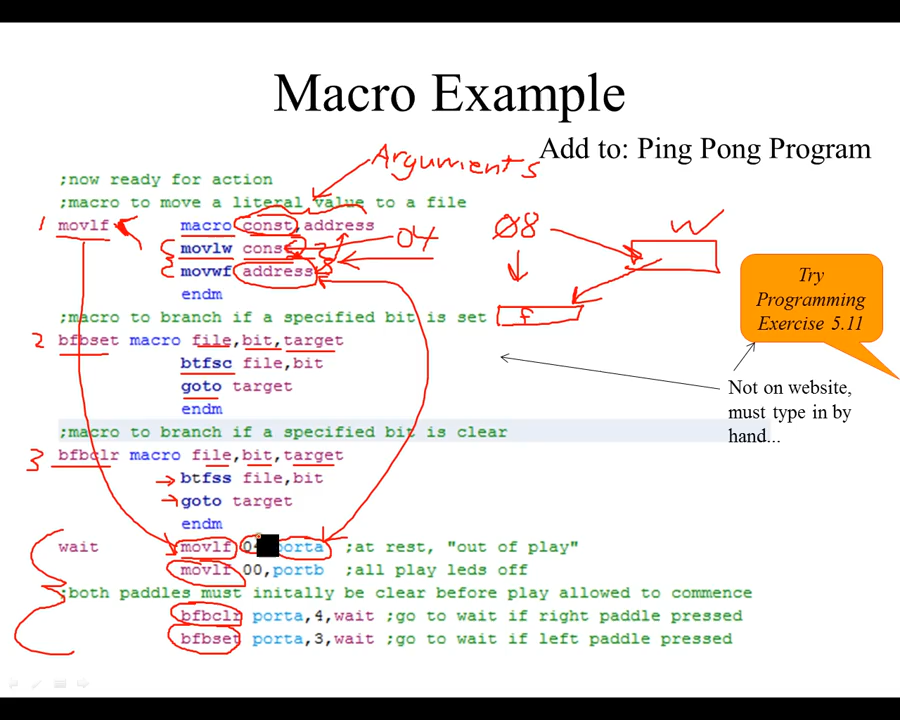 Macro Example
Add to: Ping Pong Program
Arguments
;now ready for action
;macro to move a literal value to a file
1 movlf macro const,address
movlw const
04
movwf address
endm
08
W
f
;macro to branch if a specified bit is set
2 bfbset macro file,bit,target
btfsc file,bit
goto target
endm
;macro to branch if a specified bit is clear
3 bfbclr macro file,bit,target
btfss file,bit
goto target
endm
wait movlf porta ;at rest, "out of play"
movlf 00,portb ;all play leds off
;both paddles must initally be clear before play allowed to commence
bfbclr porta,4,wait ;go to wait if right paddle pressed
bfbset porta,3,wait ;go to wait if left paddle pressed
Try
Programming
Exercise 5.11
Not on website,
must type in by
hand...